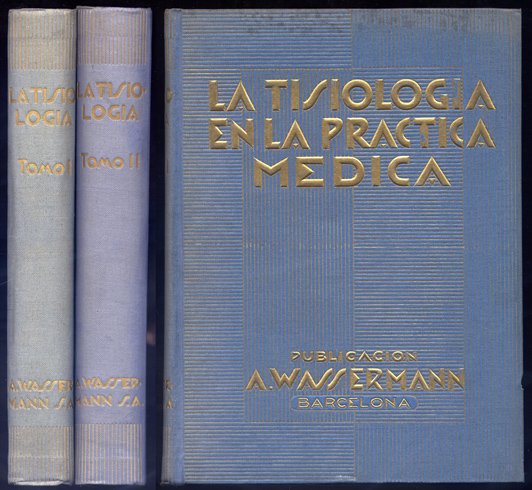 LA TISIO
LOGIA
TOMO I
A.WASSER
MANN S.A.
LA TISIO-
LOGIA
TOMO II
A.WASSER-
MANN S.A.
LA TISIOLOGIA
EN LA PRACTICA
MEDICA
PUBLICACION
A.WASSERMANN
BARCELONA